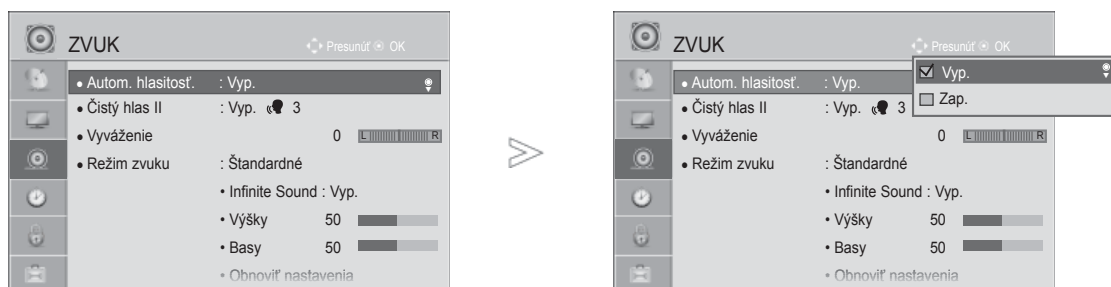 ZVUK
Presunúť OK
• Autom. hlasitosť. : Vyp.
• Čistý hlas II : Vyp. 3
• Vyváženie 0 L R
• Režim zvuku : Štandardné
• Infinite Sound : Vyp.
• Výšky 50
• Basy 50
• Obnoviť nastavenia
ZVUK
Presunúť OK
• Autom. hlasitosť. : Vyp.
Vyp.
Zap.
• Čistý hlas II : Vyp. 3
• Vyváženie 0 L R
• Režim zvuku : Štandardné
• Infinite Sound : Vyp.
• Výšky 50
• Basy 50
• Obnoviť nastavenia